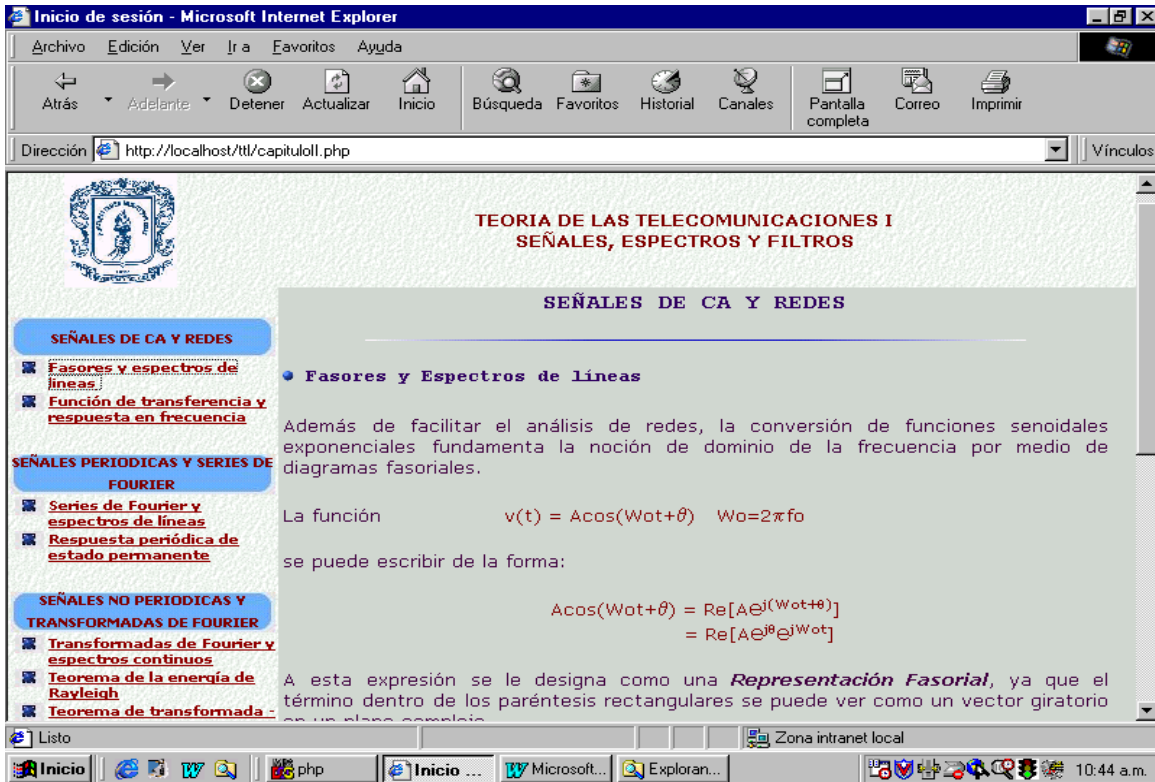 Inicio de sesión - Microsoft Internet Explorer
Archivo Edición Ver Ir a Favoritos Ayuda
Atrás Adelante Detener Actualizar Inicio Búsqueda Favoritos Historial Canales Pantalla completa Correo Imprimir
Dirección http://localhost/ttl/capituloII.php Vínculos
TEORIA DE LAS TELECOMUNICACIONES I
SEÑALES, ESPECTROS Y FILTROS
SEÑALES DE CA Y REDES
Fasores y espectros de
lineas
Función de transferencia y
respuesta en frecuencia
SEÑALES PERIODICAS Y SERIES DE
FOURIER
Series de Fourier y
espectros de líneas
Respuesta periódica de
estado permanente
SEÑALES NO PERIODICAS Y
TRANSFORMADAS DE FOURIER
Transformadas de Fourier y
espectros continuos
Teorema de la energía de
Rayleigh
Teorema de transformada -
SEÑALES DE CA Y REDES
Fasores y Espectros de líneas
Además de facilitar el análisis de redes, la conversión de funciones senoidales
exponenciales fundamenta la noción de dominio de la frecuencia por medio de
diagramas fasoriales.
La función v(t) = Acos(Wot+θ) Wo=2πfo
se puede escribir de la forma:
Acos(Wot+θ) = Re[Ae^j(Wot+θ)]
= Re[Ae^jθe^jWot]
A esta expresión se le designa como una Representación Fasorial, ya que el
término dentro de los paréntesis rectangulares se puede ver como un vector giratorio
en un plano complejo
Listo Zona intranet local
Inicio php Inicio ... Microsoft... Exploran... 10:44 a.m.